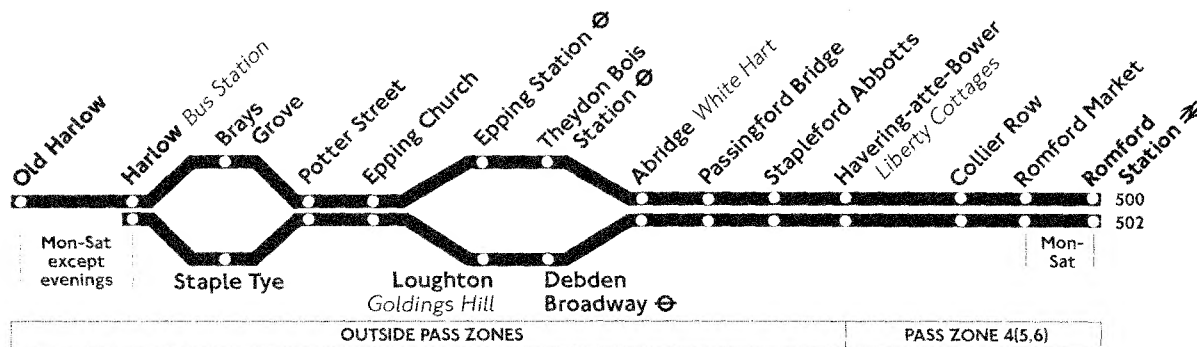 Old Harlow
Harlow Bus Station
Brays
Grove
Potter Street
Epping Church
Epping Station
Theydon Bois
Station
Abridge White Hart
Passingford Bridge
Stapleford Abbotts
Havering-atte-Bower
Liberty Cottages
Collier Row
Romford Market
Romford
Station
500
502
Mon-Sat
except
evenings
Staple Tye
Loughton
Goldings Hill
Debden
Broadway
Mon-
Sat
OUTSIDE PASS ZONES
PASS ZONE 4(5,6)